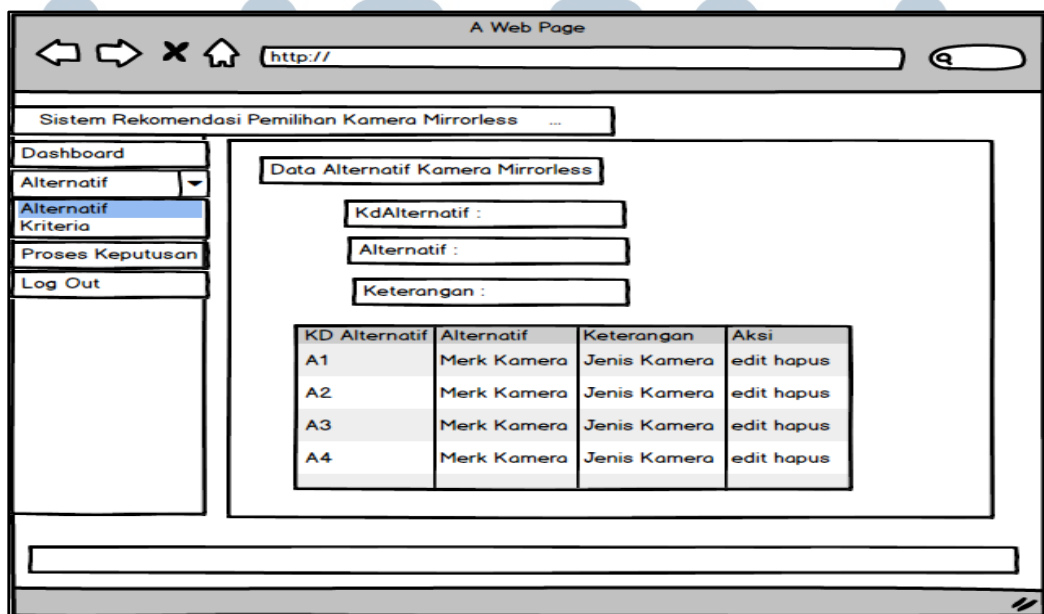 A Web Page
http://
Sistem Rekomendasi Pemilihan Kamera Mirrorless ...
Dashboard
Alternatif
Alternatif
Kriteria
Proses Keputusan
Log Out
Data Alternatif Kamera Mirrorless
KdAlternatif :
Alternatif :
Keterangan :
KD Alternatif Alternatif Keterangan Aksi
A1 Merk Kamera Jenis Kamera edit hapus
A2 Merk Kamera Jenis Kamera edit hapus
A3 Merk Kamera Jenis Kamera edit hapus
A4 Merk Kamera Jenis Kamera edit hapus